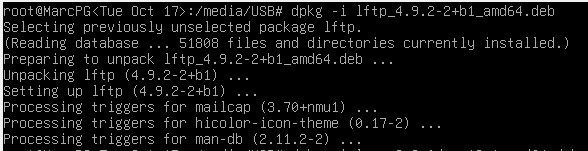 root@MarcPG<Tue Oct 17>:/media/USB# dpkg -i lftp_4.9.2-2+b1_amd64.deb
Selecting previously unselected package lftp.
(Reading database ... 51808 files and directories currently installed.)
Preparing to unpack lftp_4.9.2-2+b1_amd64.deb ...
Unpacking lftp (4.9.2-2+b1) ...
Setting up lftp (4.9.2-2+b1) ...
Processing triggers for mailcap (3.70+nmu1) ...
Processing triggers for hicolor-icon-theme (0.17-2) ...
Processing triggers for man-db (2.11.2-2) ...